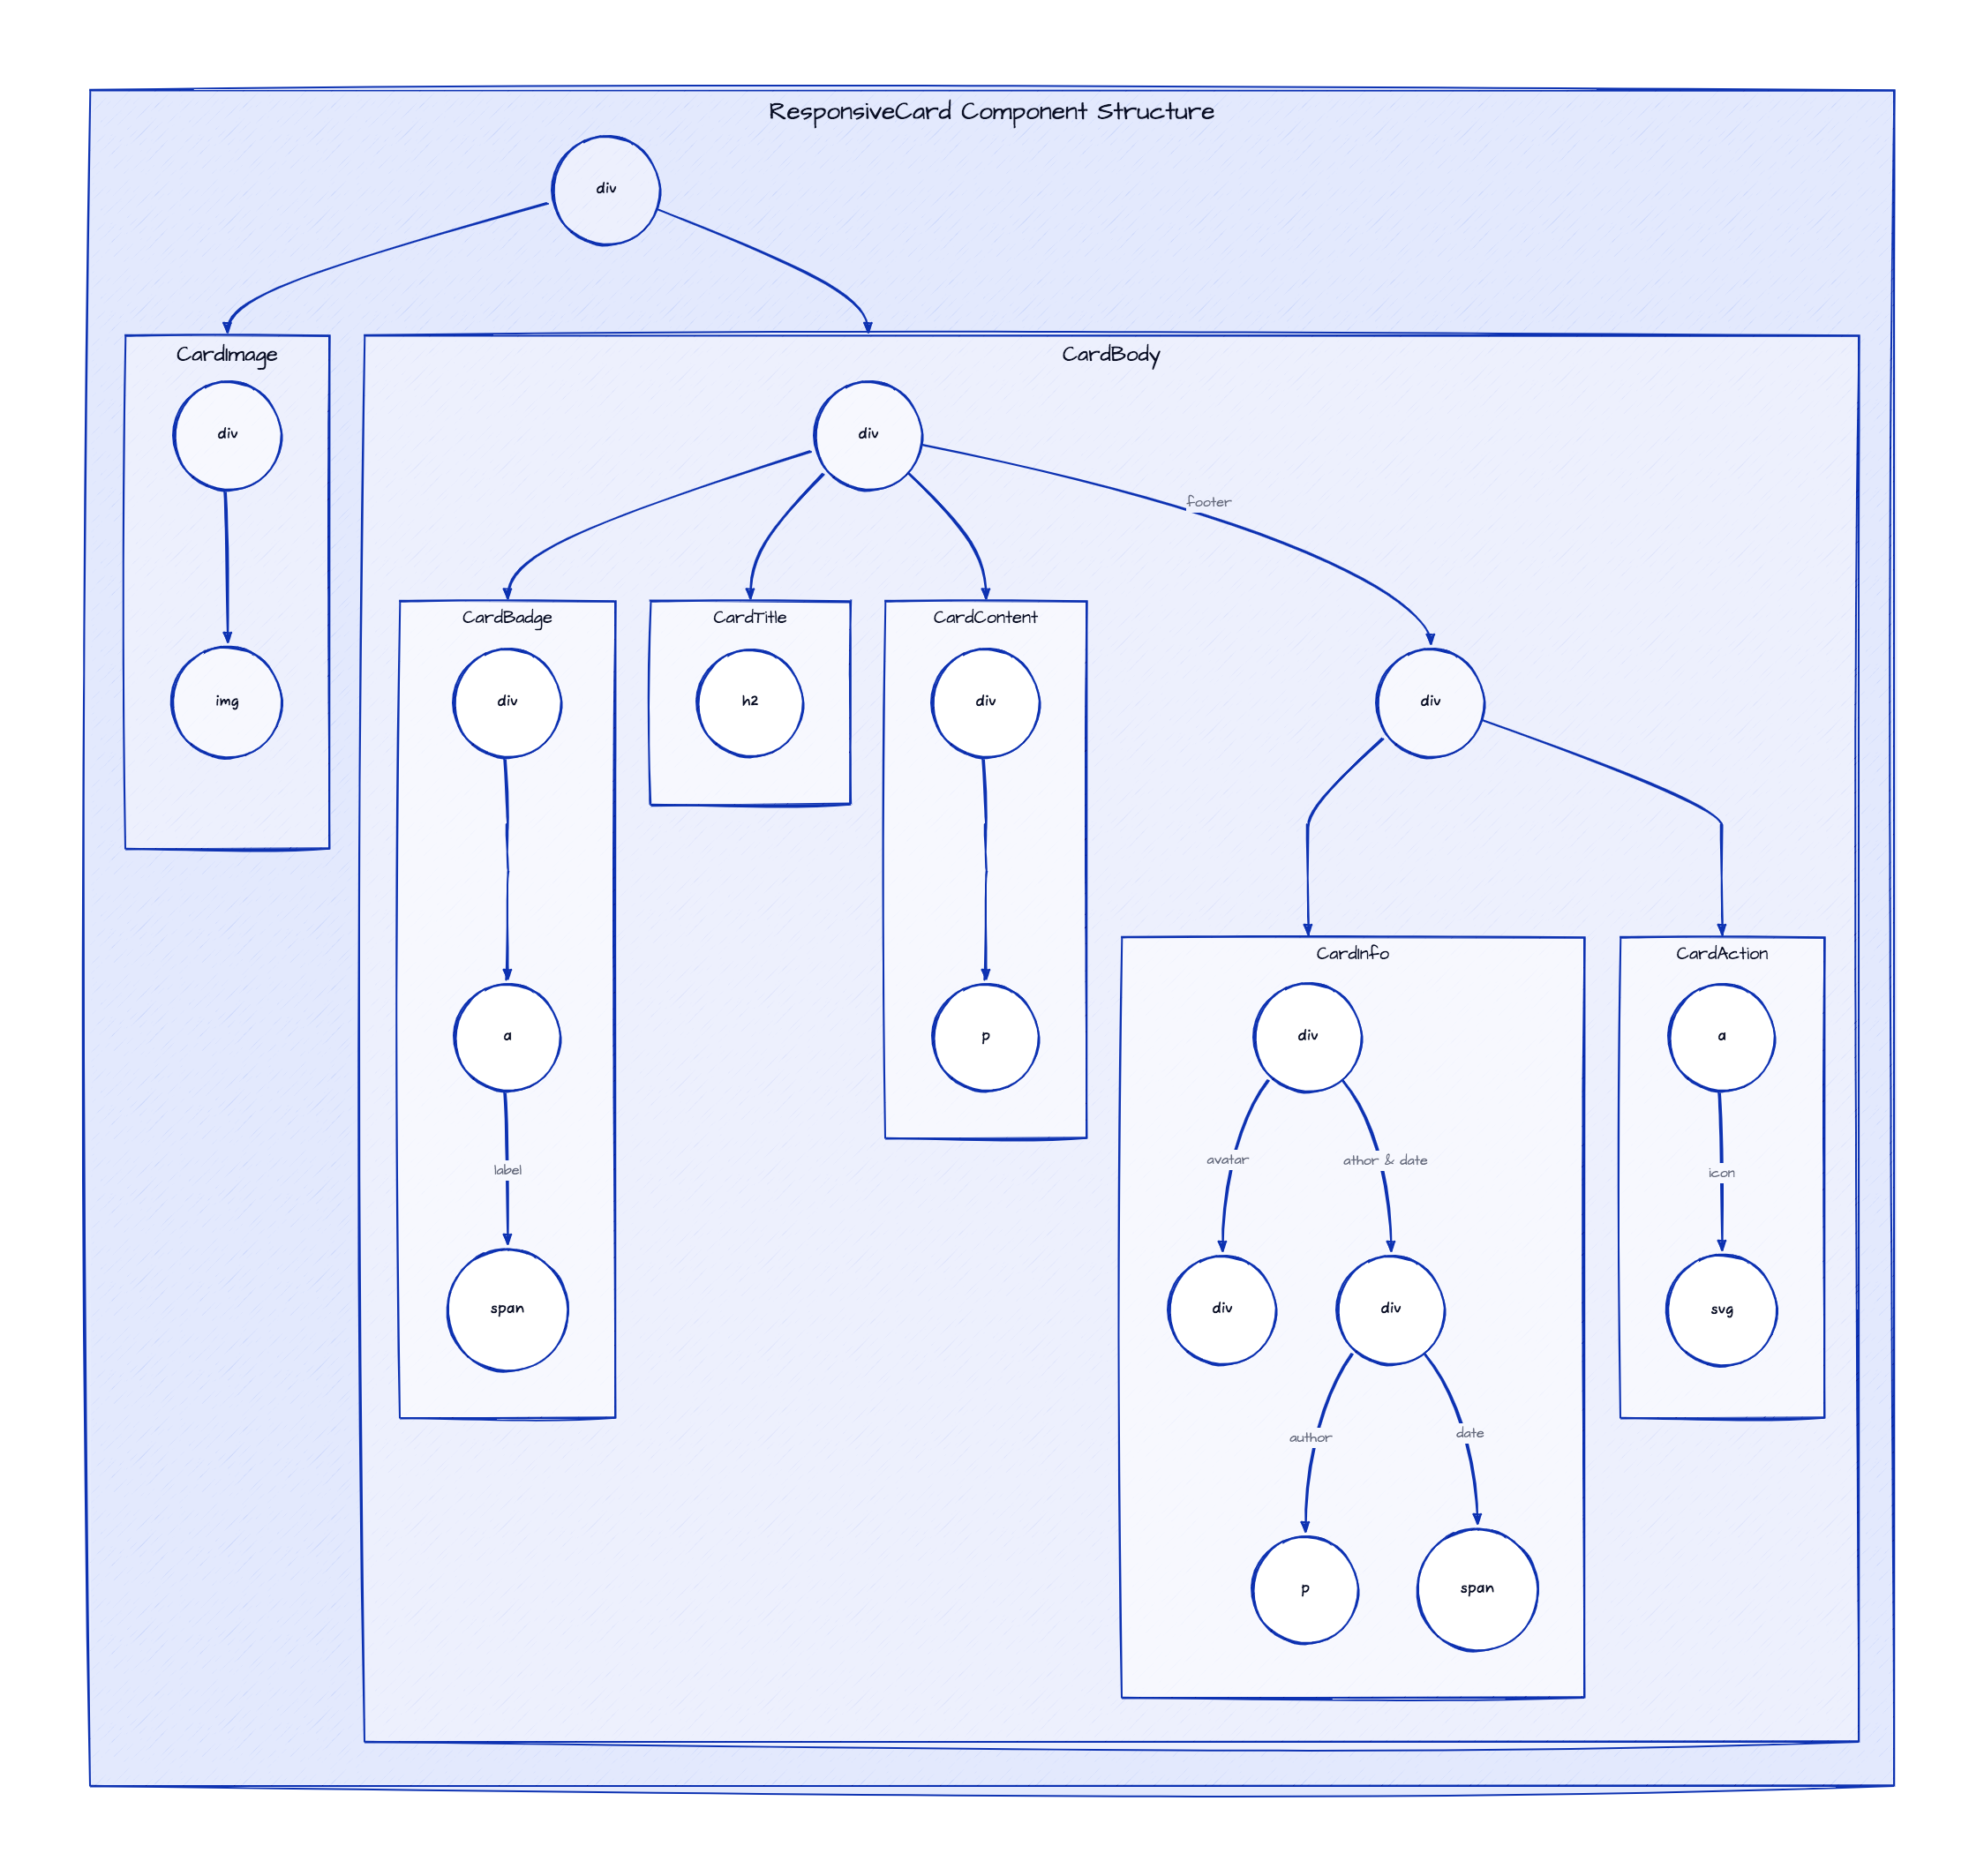 ResponsiveCard Component Structure
div
CardImage
CardBody
div
div
footer
CardBadge
CardTitle
CardContent
img
div
h2
div
div
CardInfo
CardAction
a
p
div
a
label
avatar
athor & date
icon
span
div
div
svg
author
date
p
span